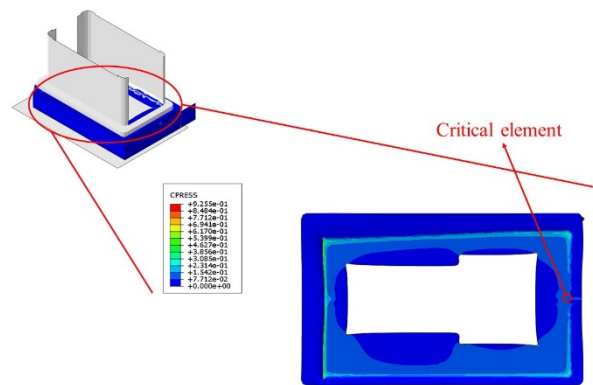 Critical element
CPRESS
+9.255e-01
+8.484e-01
+7.712e-01
+6.941e-01
+6.170e-01
+5.399e-01
+4.627e-01
+3.856e-01
+3.085e-01
+2.314e-01
+1.542e-01
+7.712e-02
+0.000e+00